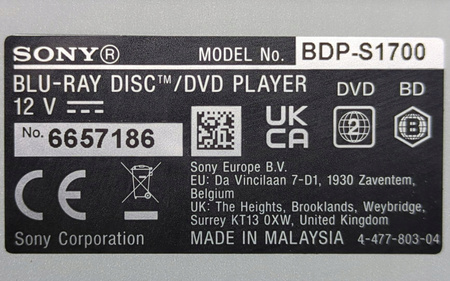 SONY® MODEL No. BDP-S1700
BLU-RAY DISC™/DVD PLAYER DVD BD
12 V
No. 6657186 UK CA 2 B
Sony Europe B.V.
EU: Da Vincilaan 7-D1, 1930 Zaventem,
Belgium
UK: The Heights, Brooklands, Weybridge,
Surrey KT13 0XW, United Kingdom
CE
Sony Corporation MADE IN MALAYSIA 4-477-803-04